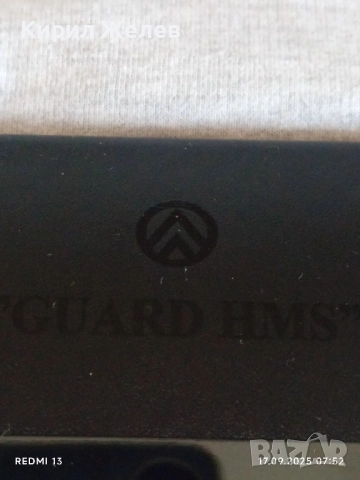 Кирил Желев
"GUARD HMS"
REDMI 13
17.09.2025 07:52
BAZAR